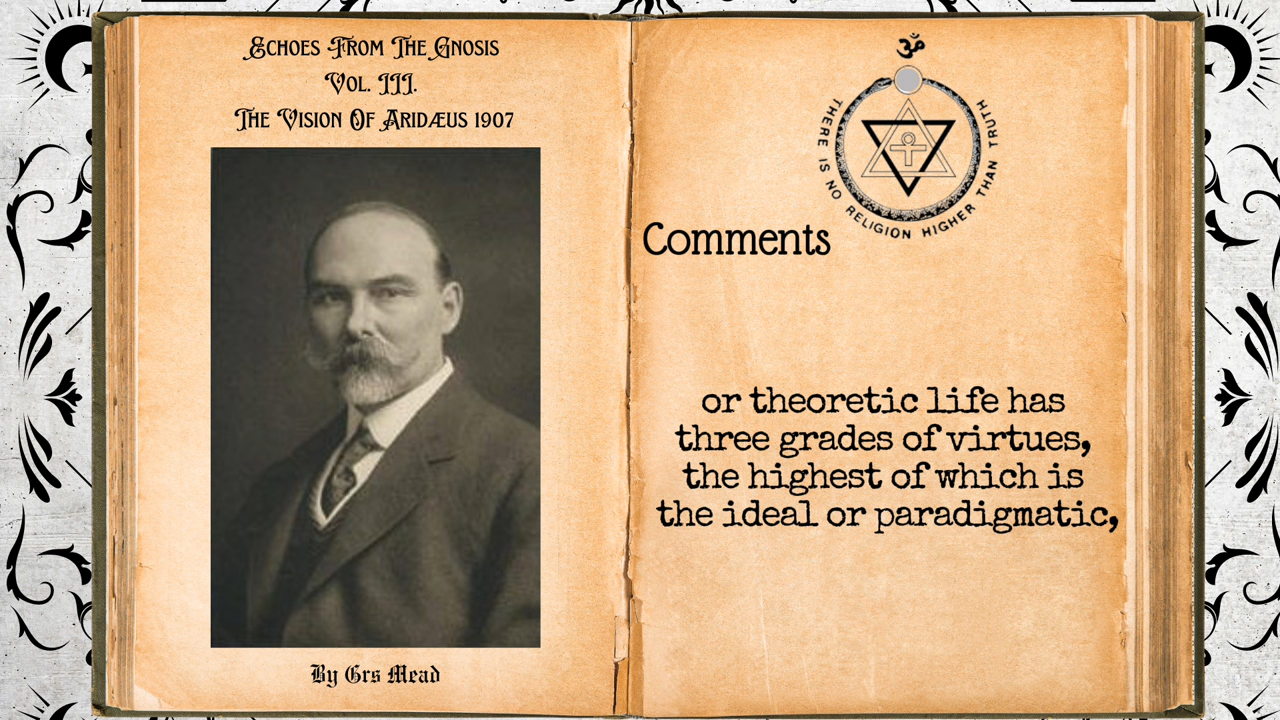 Echoes From The Gnosis
Vol. III.
The Vision Of Aridæus 1907
By Grs Mead
ॐ
THERE IS NO RELIGION HIGHER THAN TRUTH
Comments
or theoretic life has
three grades of virtues,
the highest of which is
the ideal or paradigmatic,